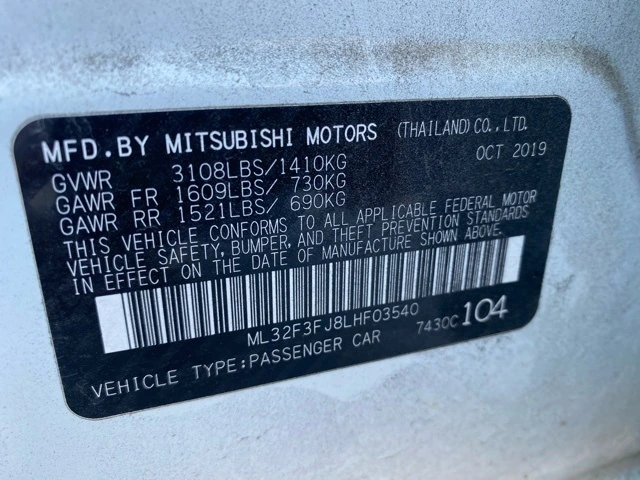 MFD.BY MITSUBISHI MOTORS (THAILAND)CO.,LTD.
OCT 2019
GVWR 3108LBS/1410KG
GAWR FR 1609LBS/ 730KG
GAWR RR 1521LBS/ 690KG
THIS VEHICLE CONFORMS TO ALL APPLICABLE FEDERAL MOTOR
VEHICLE SAFETY,BUMPER,AND THEFT PREVENTION STANDARDS
IN EFFECT ON THE DATE OF MANUFACTURE SHOWN ABOVE.
ML32F3FJ8LHF03540
7430C 104
VEHICLE TYPE:PASSENGER CAR